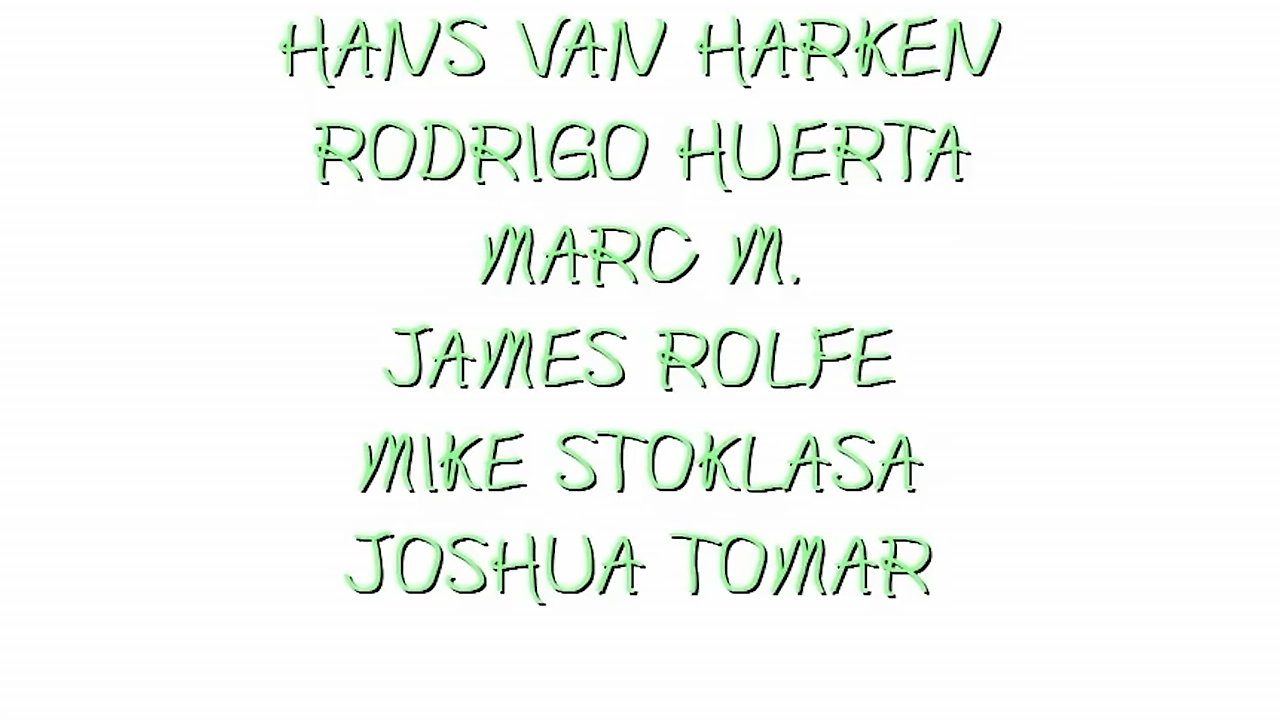 HANS VAN HARKEN
RODRIGO HUERTA
MARC M.
JAMES ROLFE
MIKE STOKLASA
JOSHUA TOMAR